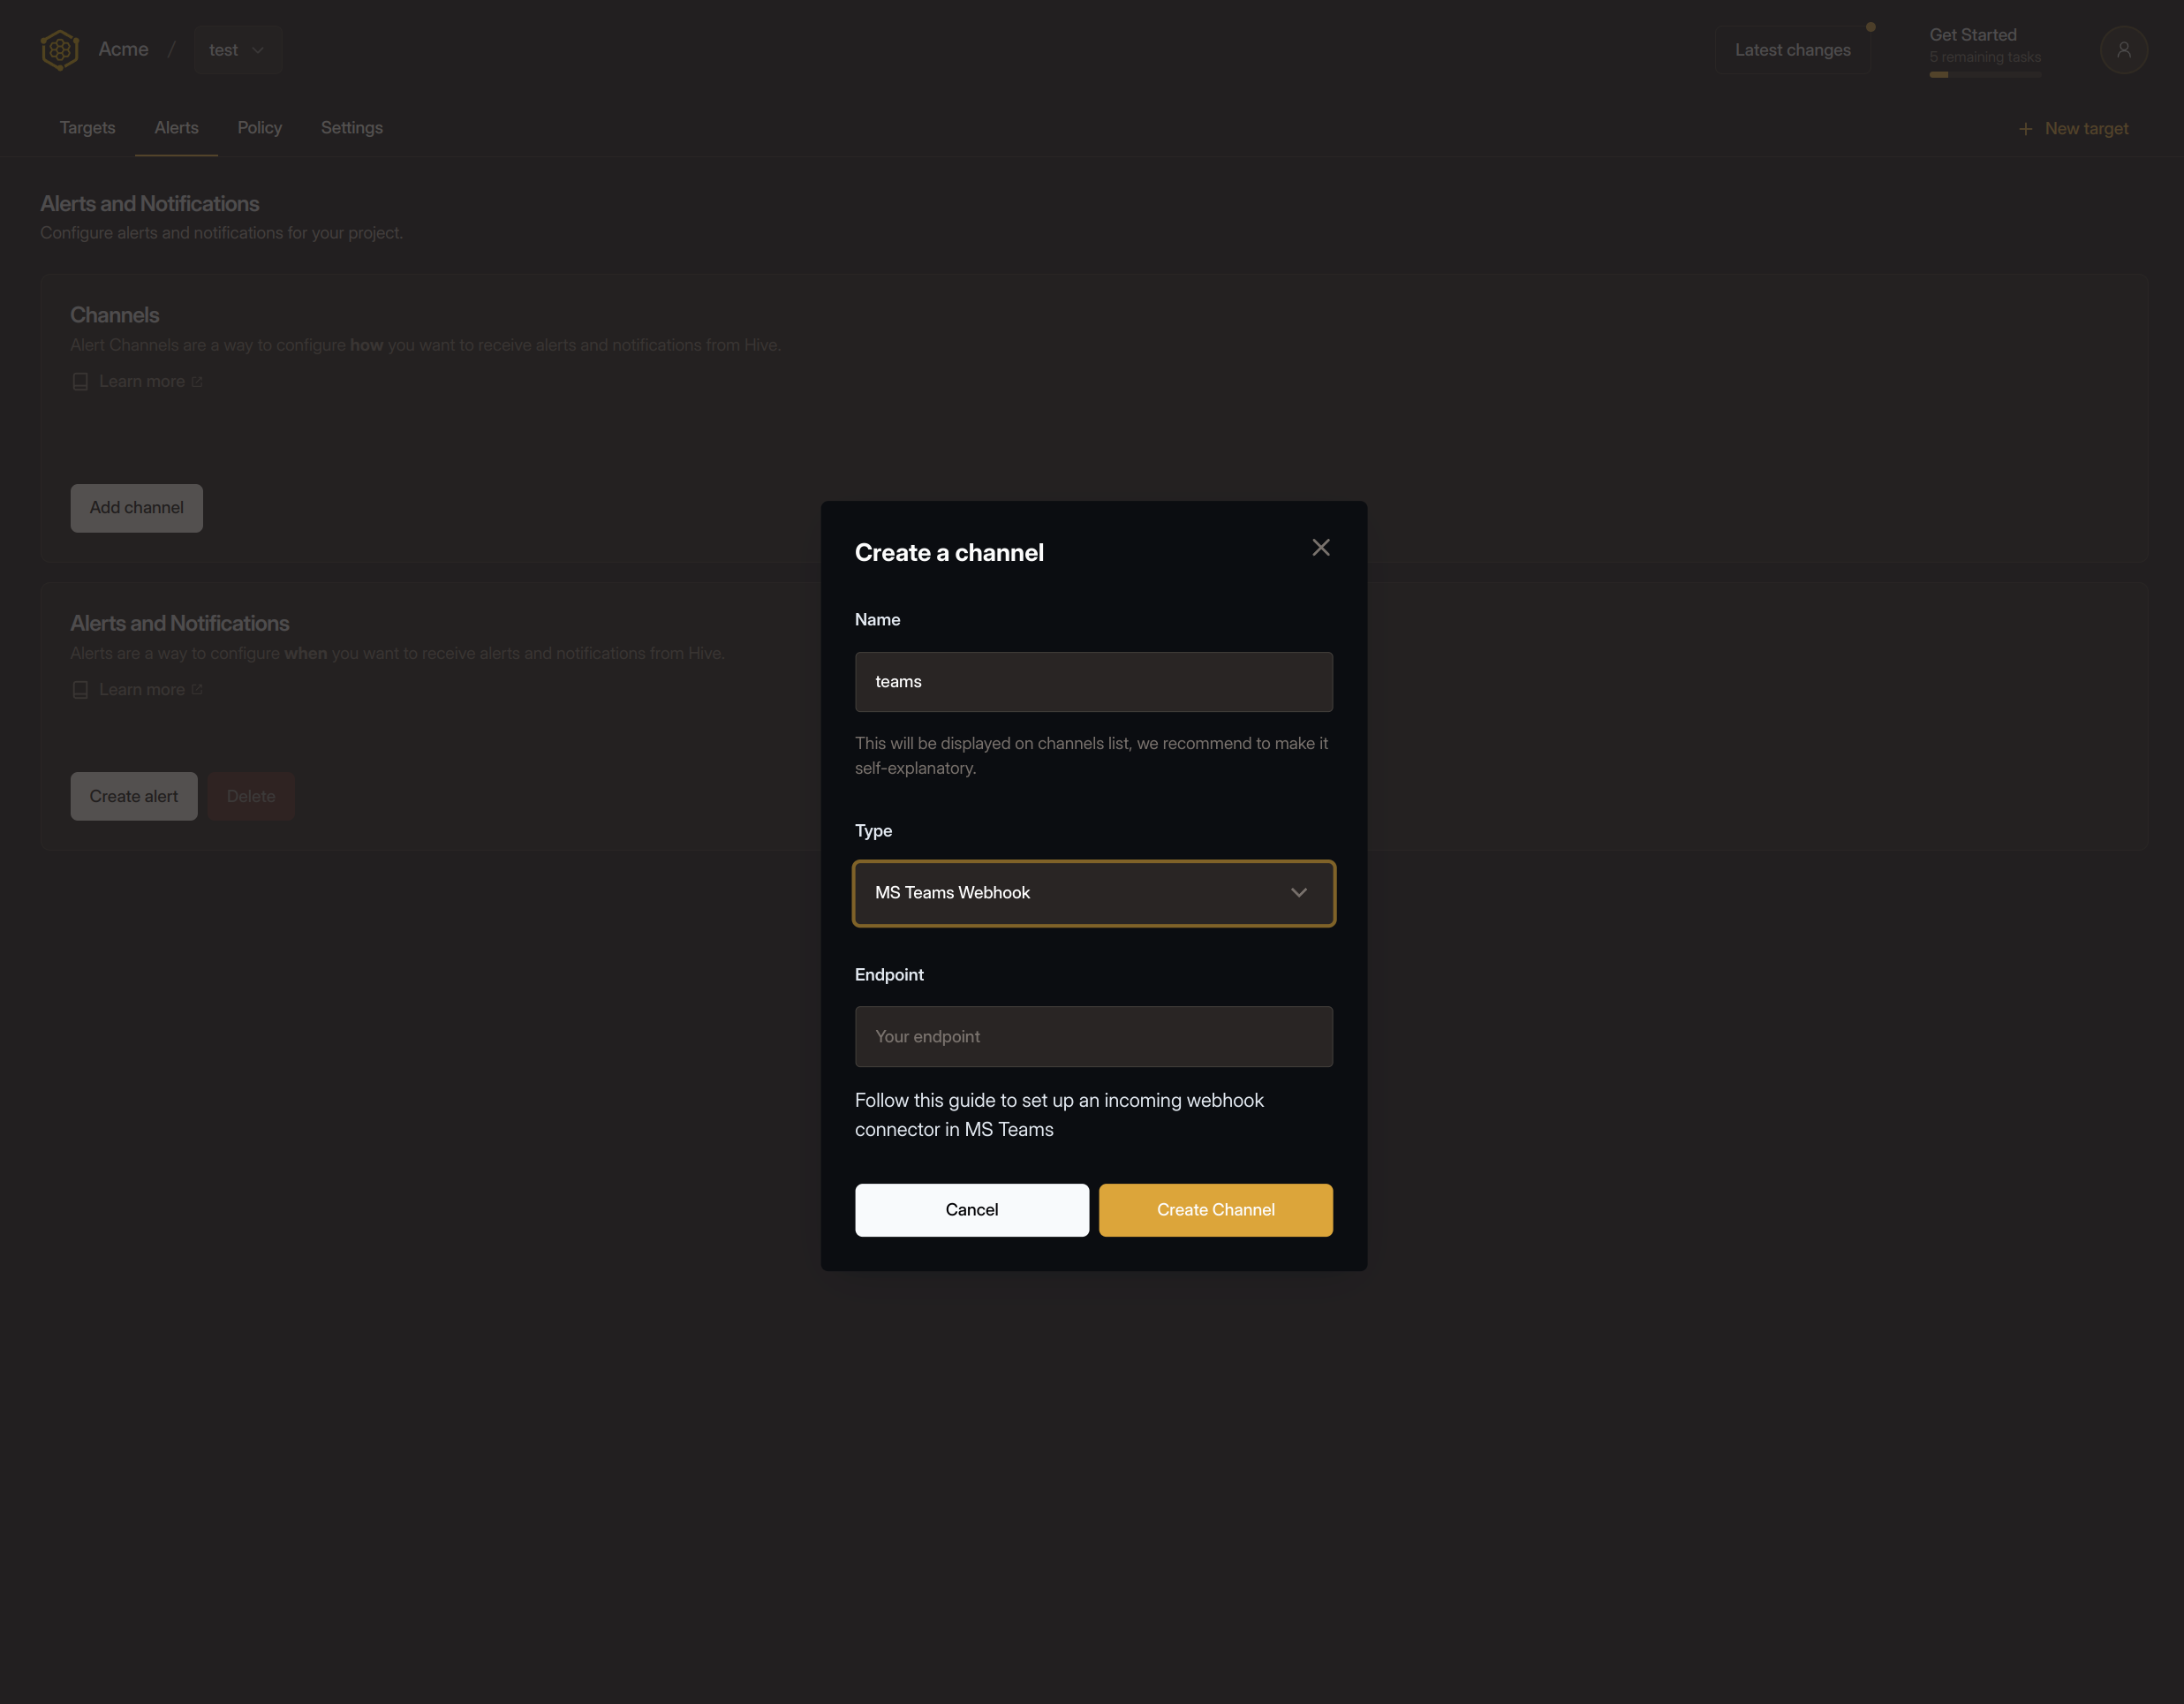 Acme / test
Latest changes
Get Started
5 remaining tasks
Targets Alerts Policy Settings
New target
Alerts and Notifications
Configure alerts and notifications for your project.
Channels
Alert Channels are a way to configure how you want to receive alerts and notifications from Hive.
Learn more
Add channel
Alerts and Notifications
Alerts are a way to configure when you want to receive alerts and notifications from Hive.
Learn more
Create alert Delete
Create a channel
Name
teams
This will be displayed on channels list, we recommend to make it
self-explanatory.
Type
MS Teams Webhook
Endpoint
Your endpoint
Follow this guide to set up an incoming webhook
connector in MS Teams
Cancel Create Channel